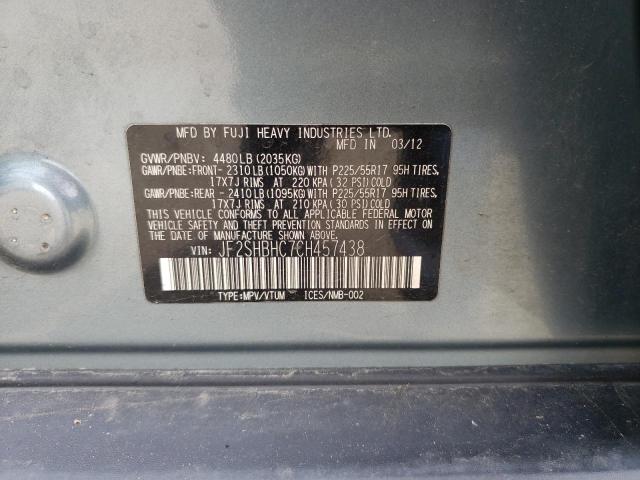 MFD BY FUJI HEAVY INDUSTRIES LTD.
MFD IN 03/12
GVWR/PNBV: 4480LB(2035KG)
GAWR/PNBE:FRONT- 2310LB(1050KG)WITH P225/55R17 95H TIRES,
17X7J RIMS AT 220 KPA(32 PSI)COLD
GAWR/PNBE:REAR - 2410LB(1095KG)WITH P225/55R17 95H TIRES,
17X7J RIMS AT 210 KPA(30 PSI)COLD
THIS VEHICLE CONFORMS TO ALL APPLICABLE FEDERAL MOTOR
VEHICLE SAFETY AND THEFT PREVENTION STANDARDS
IN EFFECT ON THE DATE OF MANUFACTURE SHOWN ABOVE.
VIN: JF2SHBHC7CH457438
TYPE:MPV/VTUM ICES/NMB-002